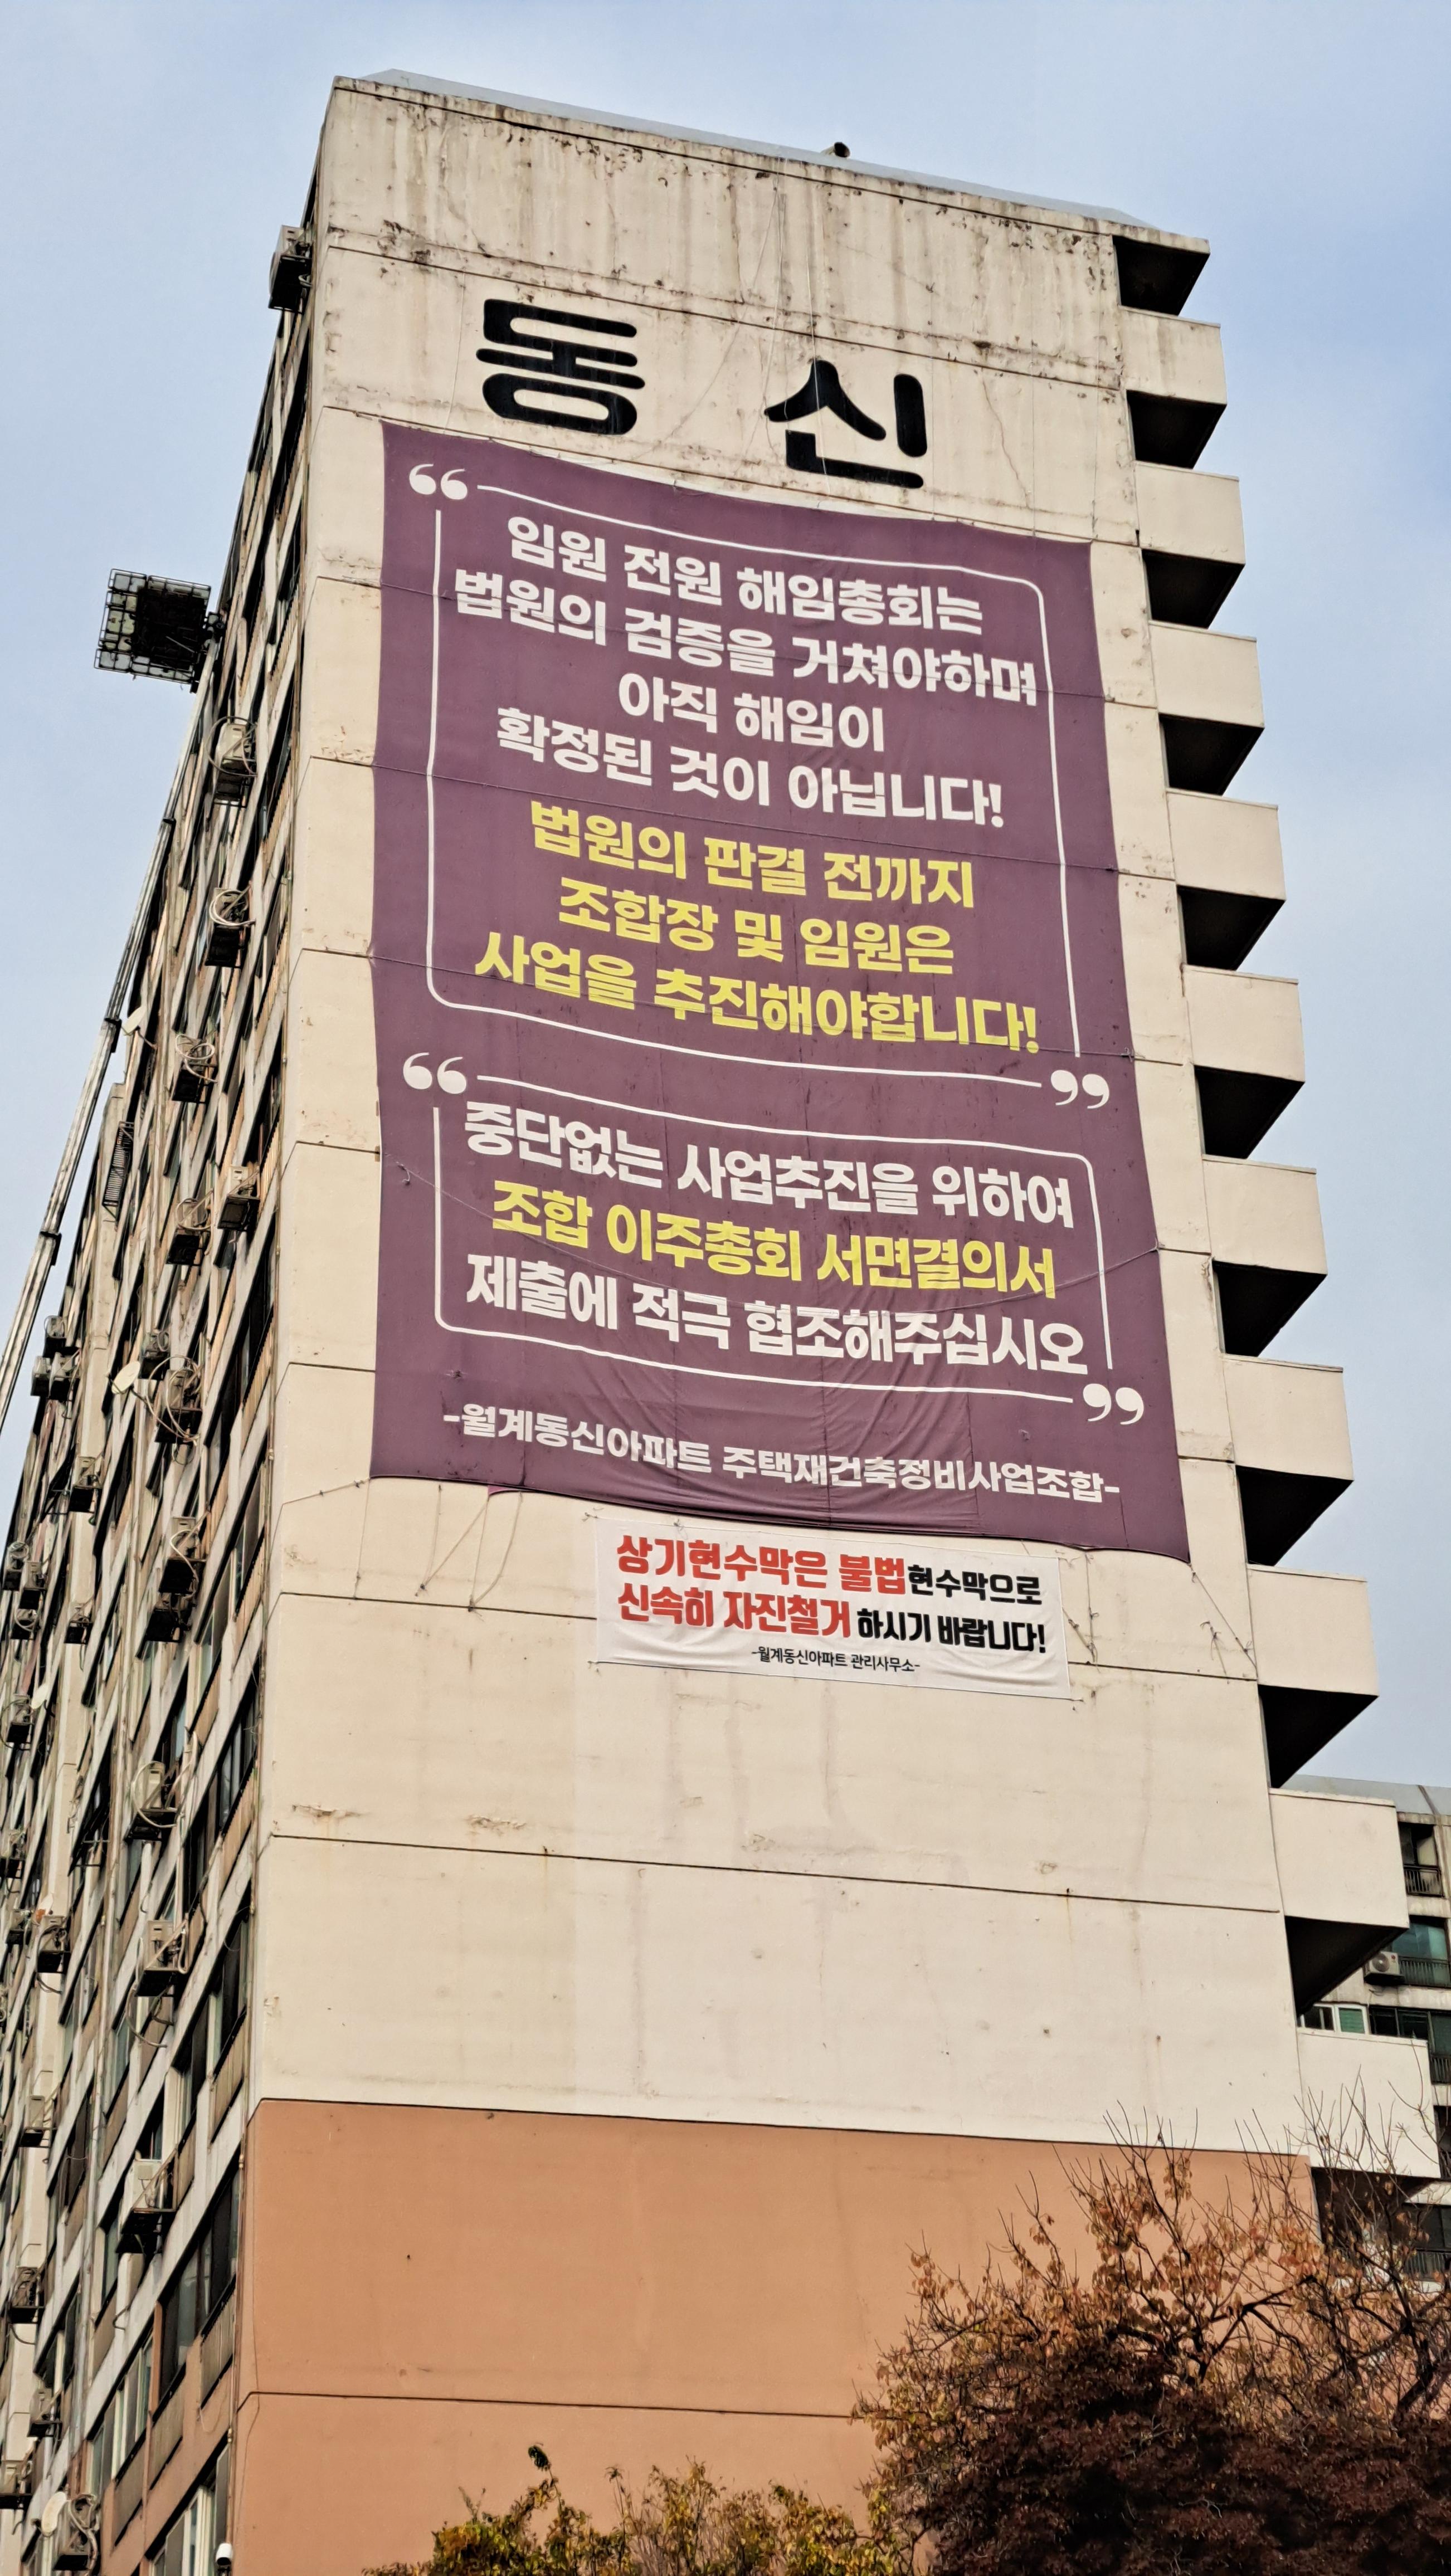 동 신
“
임원 전원 해임총회는
법원의 검증을 거쳐야하며
아직 해임이
확정된 것이 아닙니다!
법원의 판결 전까지
조합장 및 임원은
사업을 추진해야합니다!
”
“
중단없는 사업추진을 위하여
조합 이주총회 서면결의서
제출에 적극 협조해주십시오
”
-월계동신아파트 주택재건축정비사업조합-
상기현수막은 불법현수막으로
신속히 자진철거 하시기 바랍니다!
-월계동신아파트 관리사무소-